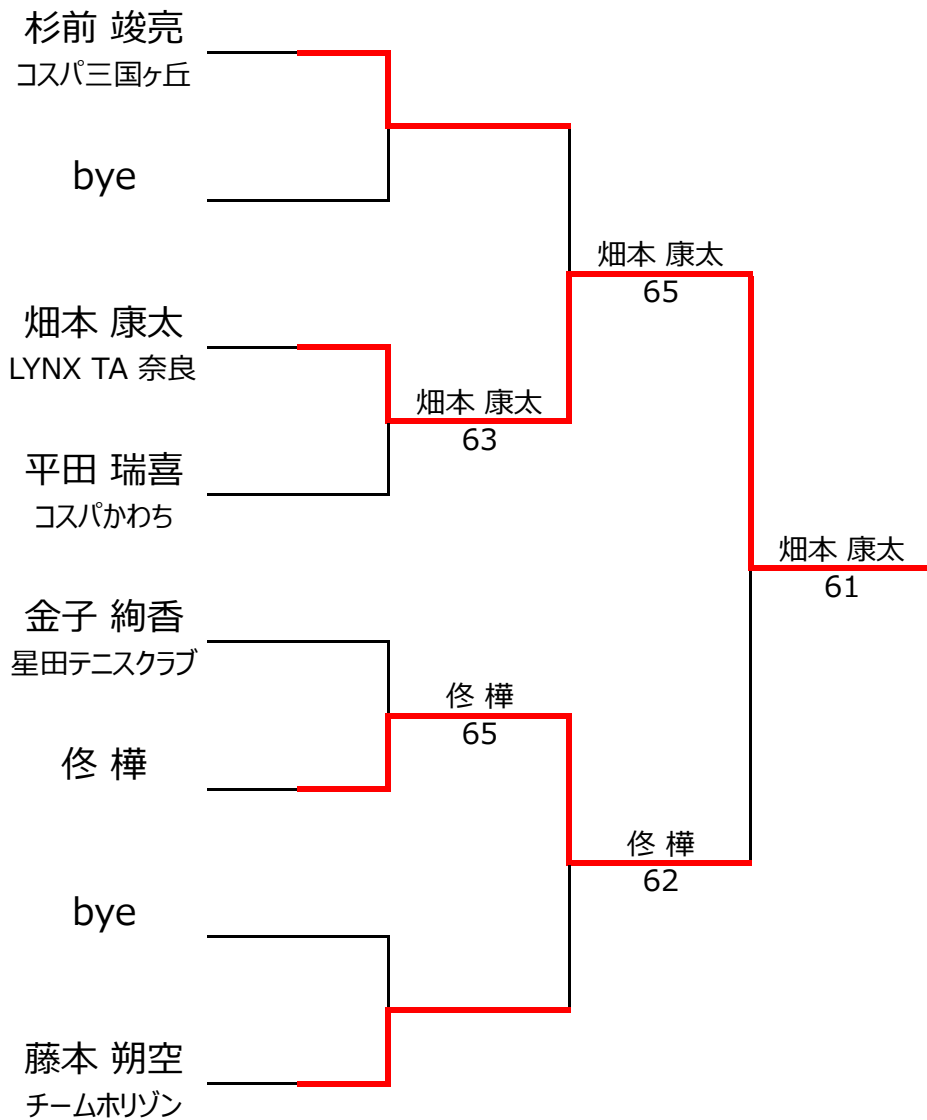 杉前 竣亮
コスパ三国ヶ丘
bye
畑本 康太
65
畑本 康太
LYNX TA 奈良
畑本 康太
63
平田 瑞喜
コスパかわち
畑本 康太
61
金子 絢香
星田テニスクラブ
佟 樺
65
佟 樺
佟 樺
62
bye
藤本 朔空
チームホリゾン